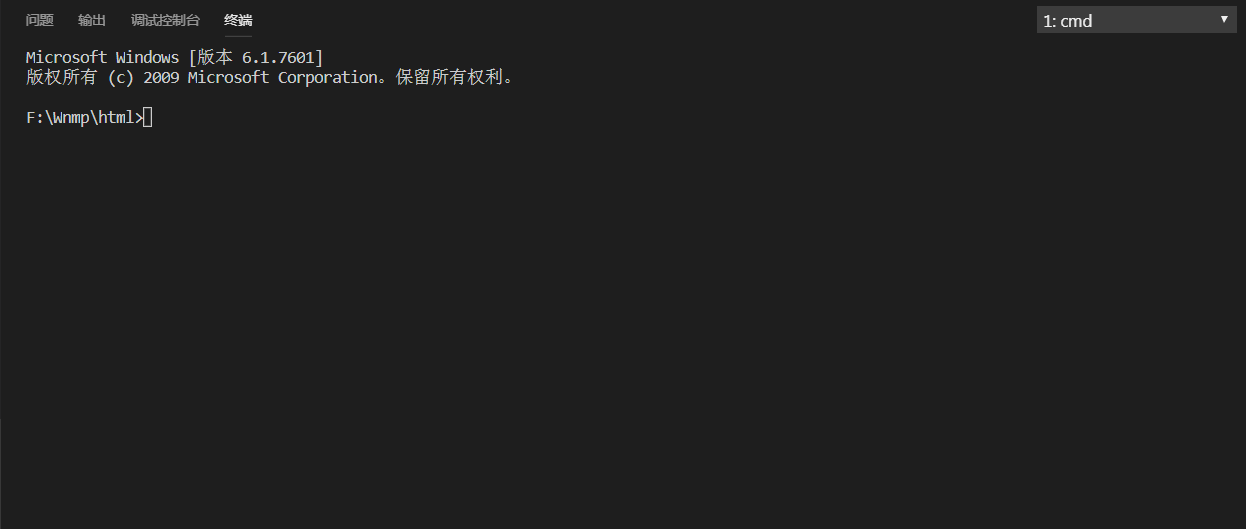 问题 输出 调试控制台 终端 1: cmd
Microsoft Windows [版本 6.1.7601]
版权所有 (c) 2009 Microsoft Corporation。保留所有权利。
F:\Wnmp\html>